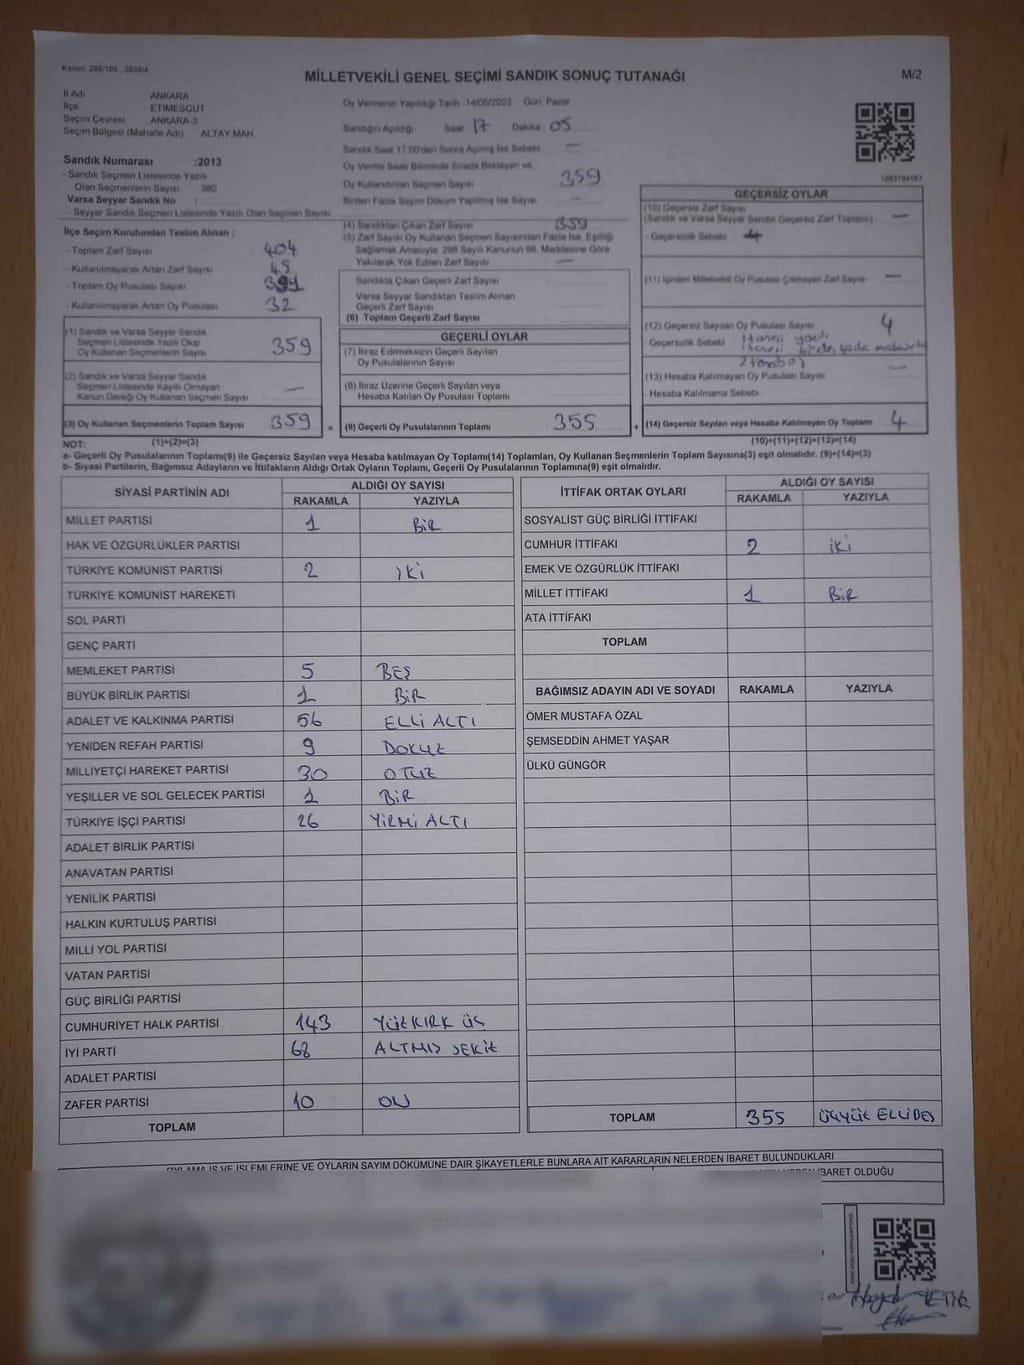 Kanun: 298/105 , 2839/4
MİLLETVEKİLİ GENEL SEÇİMİ SANDIK SONUÇ TUTANAĞI
M/2
İl Adı ANKARA
İlçe ETİMESGUT
Seçim Çevresi ANKARA-3
Seçim Bölgesi (Mahalle Adı) ALTAY MAH.
Oy Vermenin Yapıldığı Tarih :14/05/2023 Gün: Pazar
Sandığın Açıldığı Saat 17 Dakika 05
Sandık Saat 17:00'den Sonra Açılmış İse Sebebi —
Oy Verme Saati Bitiminde Sırada Bekleyen ve
Oy Kullandırılan Seçmen Sayısı 359
Birden Fazla Sayım Döküm Yapılmış İse Sayısı —
Sandık Numarası :2013
- Sandık Seçmen Listesinde Yazılı
Olan Seçmenlerin Sayısı 380
Varsa Seyyar Sandık No :
- Seyyar Sandık Seçmen Listesinde Yazılı Olan Seçmen Sayısı
İlçe Seçim Kurulundan Teslim Alınan ;
- Toplam Zarf Sayısı 404
- Kullanılmayarak Artan Zarf Sayısı 45
- Toplam Oy Pusulası Sayısı
- Kullanılmayarak Artan Oy Pusulası 32
(1) Sandık ve Varsa Seyyar Sandık
Seçmen Listesinde Yazılı Olup
Oy Kullanan Seçmenlerin Sayısı 359
(2) Sandık ve Varsa Seyyar Sandık
Seçmen Listesinde Kayıtlı Olmayan
Kanun Gereği Oy Kullanan Seçmen Sayısı —
(3) Oy Kullanan Seçmenlerin Toplam Sayısı 359
(4) Sandıktan Çıkan Zarf Sayısı 359
(5) Zarf Sayısı Oy Kullanan Seçmen Sayısından Fazla İse, Eşitliği
Sağlamak Amacıyla, 298 Sayılı Kanunun 98. Maddesine Göre
Yakılarak Yok Edilen Zarf Sayısı —
Sandıkta Çıkan Geçerli Zarf Sayısı
Varsa Seyyar Sandıktan Teslim Alınan
Geçerli Zarf Sayısı
(6) Toplam Geçerli Zarf Sayısı
GEÇERLİ OYLAR
(7) İtiraz Edilmeksizin Geçerli Sayılan
Oy Pusulalarının Sayısı
(8) İtiraz Üzerine Geçerli Sayılan veya
Hesaba Katılan Oy Pusulası Toplamı
= (9) Geçerli Oy Pusulalarının Toplamı 355 +
1083794187
GEÇERSİZ OYLAR
(10) Geçersiz Zarf Sayısı
(Sandık ve Varsa Seyyar Sandık Geçersiz Zarf Toplamı) —
- Geçersizlik Sebebi
(11) İçinden Milletvekili Oy Pusulası Çıkmayan Zarf Sayısı —
(12) Geçersiz Sayılan Oy Pusulası Sayısı 4
- Geçersizlik Sebebi 1 tanesi
1 tanesi
2
(13) Hesaba Katılmayan Oy Pusulası Sayısı —
- Hesaba Katılmama Sebebi
(14) Geçersiz Sayılan veya Hesaba Katılmayan Oy Toplamı 4
NOT: (1)+(2)=(3) (10)+(11)+(12)+(13)=(14)
a- Geçerli Oy Pusulalarının Toplamı(9) ile Geçersiz Sayılan veya Hesaba katılmayan Oy Toplamı(14) Toplamları, Oy Kullanan Seçmenlerin Toplam Sayısına(3) eşit olmalıdır. (9)+(14)=(3)
b- Siyasi Partilerin, Bağımsız Adayların ve İttifakların Aldığı Ortak Oyların Toplamı, Geçerli Oy Pusulalarının Toplamına(9) eşit olmalıdır.
SİYASİ PARTİNİN ADI ALDIĞI OY SAYISI
RAKAMLA YAZIYLA
MİLLET PARTİSİ 1 BİR
HAK VE ÖZGÜRLÜKLER PARTİSİ
TÜRKİYE KOMÜNİST PARTİSİ 2 İKİ
TÜRKİYE KOMÜNİST HAREKETİ
SOL PARTİ
GENÇ PARTİ
MEMLEKET PARTİSİ 5 BEŞ
BÜYÜK BİRLİK PARTİSİ 1 BİR
ADALET VE KALKINMA PARTİSİ 56 ELLİ ALTI
YENİDEN REFAH PARTİSİ 9 DOKUZ
MİLLİYETÇİ HAREKET PARTİSİ 30 OTUZ
YEŞİLLER VE SOL GELECEK PARTİSİ 1 BİR
TÜRKİYE İŞÇİ PARTİSİ 26 YİRMİ ALTI
ADALET BİRLİK PARTİSİ
ANAVATAN PARTİSİ
YENİLİK PARTİSİ
HALKIN KURTULUŞ PARTİSİ
MİLLİ YOL PARTİSİ
VATAN PARTİSİ
GÜÇ BİRLİĞİ PARTİSİ
CUMHURİYET HALK PARTİSİ 143 YÜZ KIRK ÜÇ
İYİ PARTİ 68 ALTMIŞ SEKİZ
ADALET PARTİSİ
ZAFER PARTİSİ 10 ON
TOPLAM
İTTİFAK ORTAK OYLARI ALDIĞI OY SAYISI
RAKAMLA YAZIYLA
SOSYALİST GÜÇ BİRLİĞİ İTTİFAKI
CUMHUR İTTİFAKI 2 İKİ
EMEK VE ÖZGÜRLÜK İTTİFAKI
MİLLET İTTİFAKI 1 BİR
ATA İTTİFAKI
TOPLAM
BAĞIMSIZ ADAYIN ADI VE SOYADI RAKAMLA YAZIYLA
ÖMER MUSTAFA ÖZAL
ŞEMSEDDİN AHMET YAŞAR
ÜLKÜ GÜNGÖR
TOPLAM 355 ÜÇYÜZ ELLİBEŞ
OYLAMA İŞ VE İŞLEMLERİNE VE OYLARIN SAYIM DÖKÜMÜNE DAİR ŞİKAYETLERLE BUNLARA AİT KARARLARIN NELERDEN İBARET BULUNDUKLARI
İBARET OLDUĞU